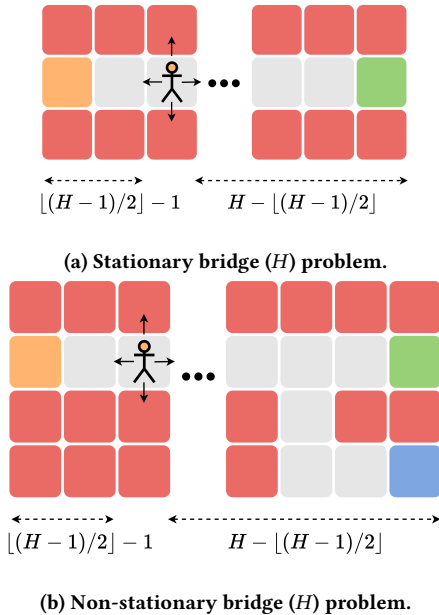 ⌊(H − 1)/2⌋ − 1 H − ⌊(H − 1)/2⌋
(a) Stationary bridge (H) problem.
⌊(H − 1)/2⌋ − 1 H − ⌊(H − 1)/2⌋
(b) Non-stationary bridge (H) problem.